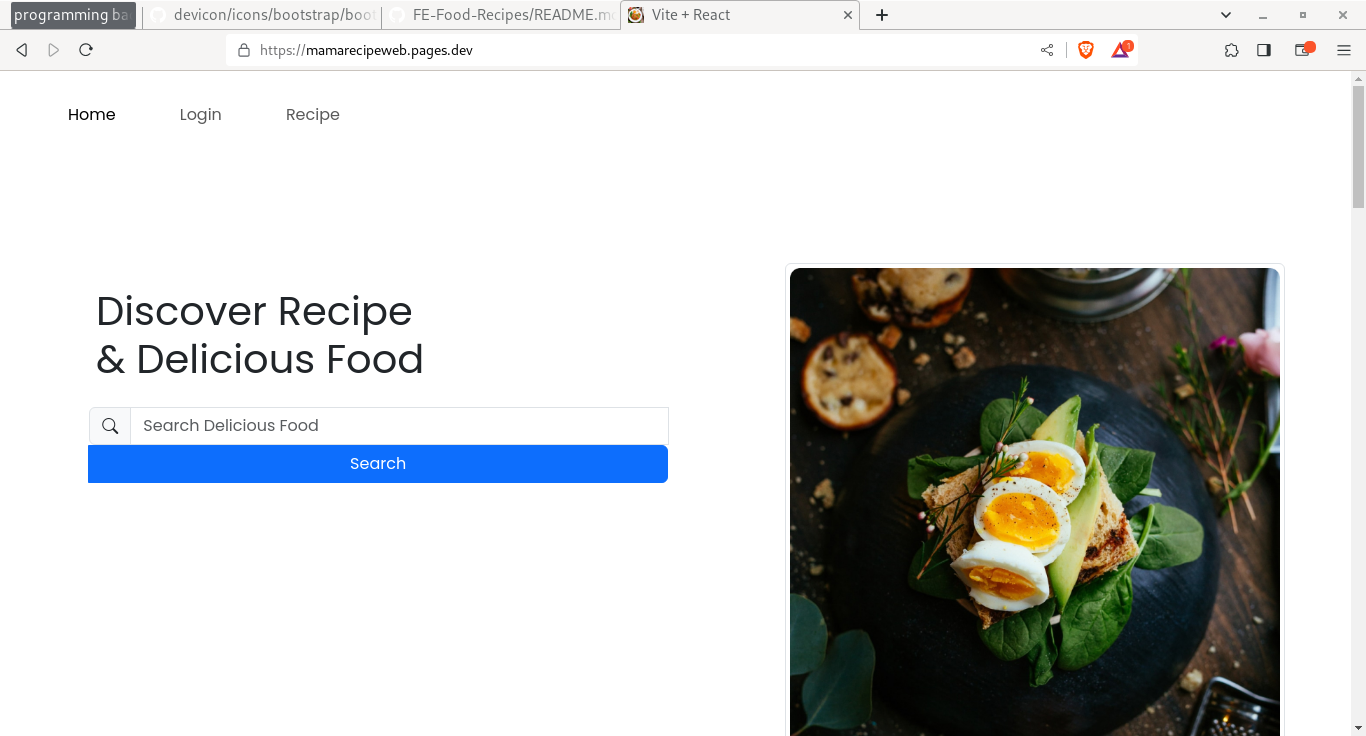 programming ba
devicon/icons/bootstrap/boot
FE-Food-Recipes/README.m
Vite + React
https://mamarecipeweb.pages.dev
1
Home
Login
Recipe
Discover Recipe
& Delicious Food
Search Delicious Food
Search